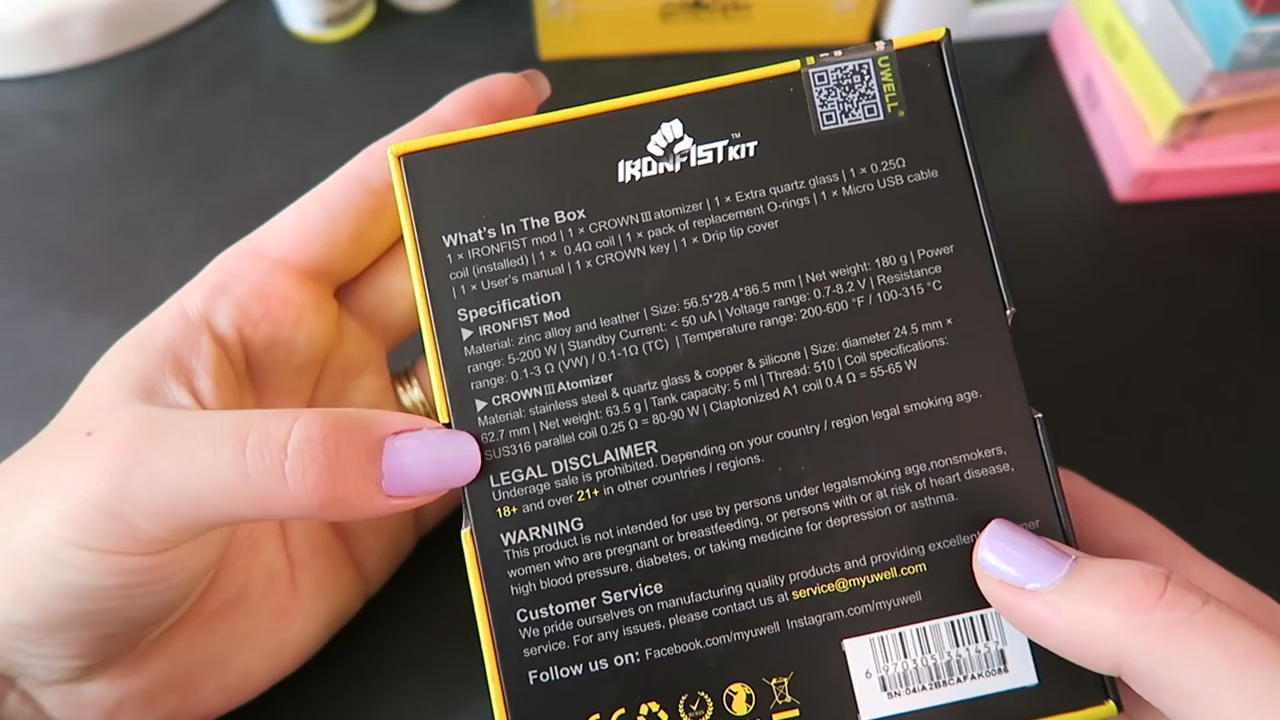 UWELL
IRONFIST™ KIT
What's In The Box
1 × IRONFIST mod | 1 × CROWN III atomizer | 1 × Extra quartz glass | 1 × 0.25Ω
coil (installed) | 1 × 0.4Ω coil | 1 × pack of replacement O-rings | 1 × Micro USB cable
| 1 × User's manual | 1 x CROWN key | 1 × Drip tip cover
Specification
▶ IRONFIST Mod
Material: zinc alloy and leather | Size: 56.5*28.4*86.5 mm | Net weight: 180 g | Power
range: 5-200 W | Standby Current: < 50 uA | Voltage range: 0.7-8.2 V | Resistance
range: 0.1-3 Ω (VW) / 0.1-1Ω (TC) | Temperature range: 200-600 °F / 100-315 °C
▶ CROWN III Atomizer
Material: stainless steel & quartz glass & copper & silicone | Size: diameter 24.5 mm ×
62.7 mm | Net weight: 63.5 g | Tank capacity: 5 ml | Thread: 510 | Coil specifications:
SUS316 parallel coil 0.25 Ω = 80-90 W | Claptonized A1 coil 0.4 Ω = 55-65 W
LEGAL DISCLAIMER
Underage sale is prohibited. Depending on your country / region legal smoking age.
18+ and over 21+ in other countries / regions.
WARNING
This product is not intended for use by persons under legalsmoking age,nonsmokers,
women who are pregnant or breastfeeding, or persons with or at risk of heart disease,
high blood pressure, diabetes, or taking medicine for depression or asthma.
Customer Service
We pride ourselves on manufacturing quality products and providing excellent
service. For any issues, please contact us at service@myuwell.com
Follow us on: Facebook.com/myuwell Instagram.com/myuwell
SN:04IA2B8CAFAK0086